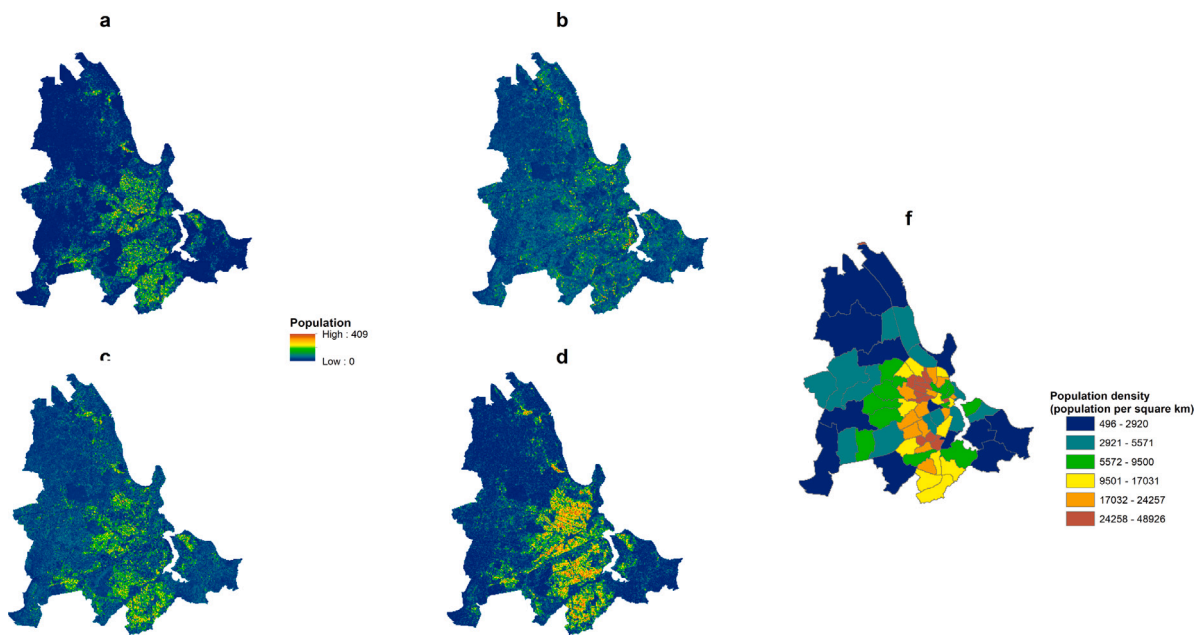 a
b
f
Population
High : 409
Low : 0
c
d
Population density
(population per square km)
496 - 2920
2921 - 5571
5572 - 9500
9501 - 17031
17032 - 24257
24258 - 48926